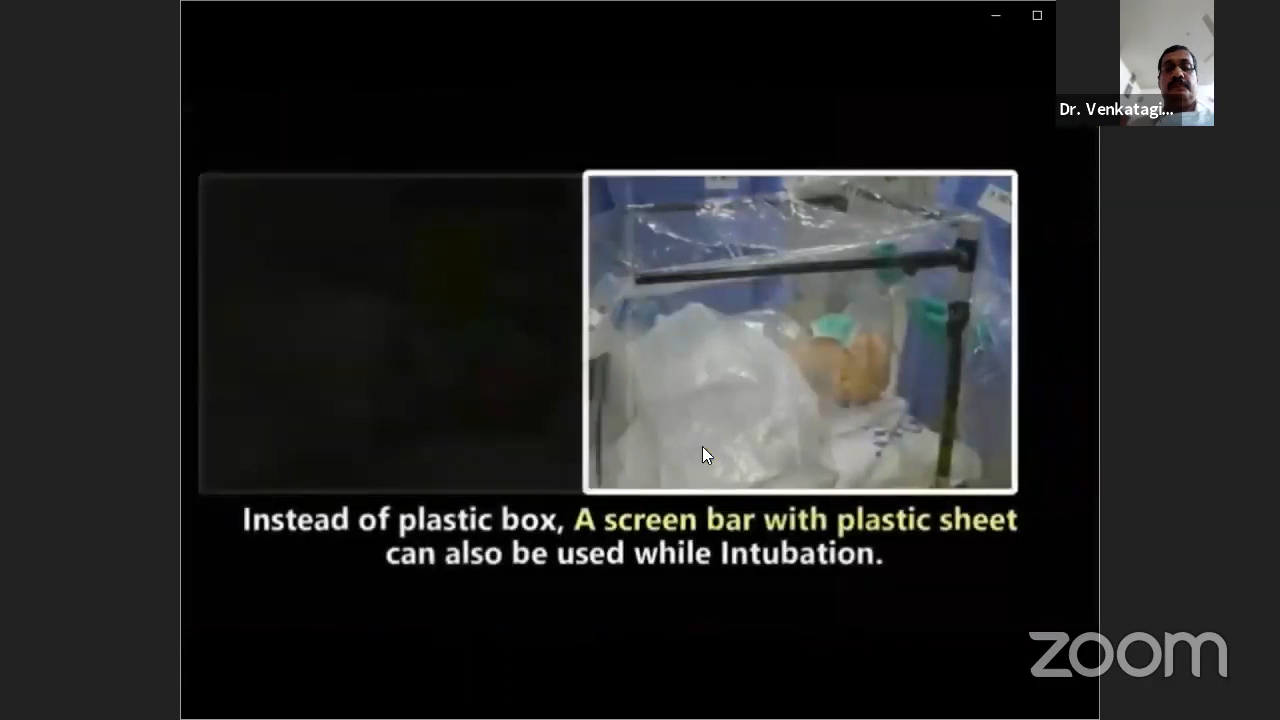 Dr. Venkatagi...
Instead of plastic box, A screen bar with plastic sheet
can also be used while Intubation.
zoom